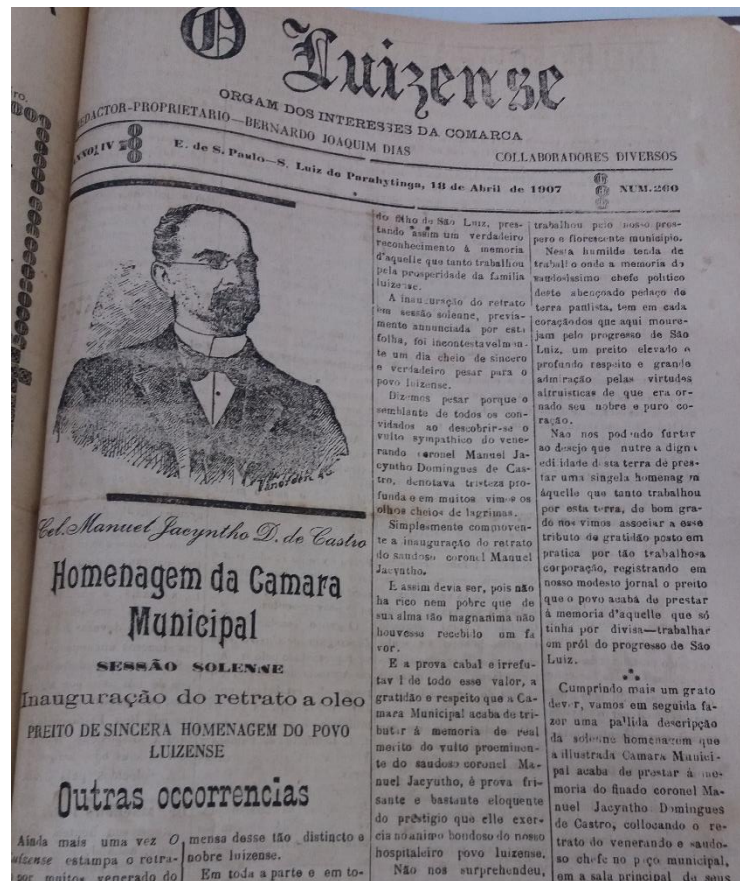 O Luizense
ORGAM DOS INTERESSES DA COMARCA
REDACTOR-PROPRIETARIO—BERNARDO JOAQUIM DIAS
COLLABORADORES DIVERSOS
ANNO IV
E. de S. Paulo—S. Luiz do Parahytinga, 18 de Abril de 1907
NUM. 260
Cel. Manuel Jacyntho D. de Castro
Homenagem da Camara
Municipal
SESSÃO SOLENNE
Inauguração do retrato a oleo
PREITO DE SINCERA HOMENAGEM DO POVO
LUIZENSE
Outras occorrencias
Ainda mais uma vez O
Luizense estampa o retra-
por muitos venerado do
mensa desse tão distincto e
nobre luizense.
Em toda a parte e em to-
do filho de São Luiz, pres-
tando assim um verdadeiro
reconhecimento á memoria
d'aquelle que tanto trabalhou
pela prosperidade da familia
luizense.
A inauguração do retrato
em sessão solenne, previa-
mente annunciada por esta
folha, foi incontestavelmen-
te um dia cheio de sincero
e verdadeiro pesar para o
povo luizense.
Dizemos pesar porque o
semblante de todos os con-
vidados ao descobrir-se o
vulto sympathico do vene-
rando coronel Manuel Ja-
cyntho Domingues de Cas-
tro, denotava tristeza pro-
funda e em muitos vimos os
olhos cheios de lagrimas.
Simplesmente commoven-
te a inauguração do retrato
do saudoso coronel Manuel
Jacyntho.
E assim devia ser, pois não
ha rico nem pobre que de
sua alma tão magnanima não
houvesse recebido um fa
vor.
E a prova cabal e irrefu-
tav l de todo esse valor, a
gratidão e respeito que a Ca-
mara Municipal acaba de tri-
butar á memoria de real
merito do vulto preeminen-
te do saudoso coronel Ma-
nuel Jacyntho, é prova fri-
sante e bastante eloquente
do préstigio que elle exer-
cia no animo bondoso do nosso
hospitaleiro povo luizense.
Não nos surprehendeu,
trabalhou pelo nosso pros-
pero e florescente municipio.
Nesta humilde tenda de
trabalho onde a memoria do
saudosissimo chefe politico
deste abençoado pedaço de
terra paulista, tem em cada
coração dos que aqui moure-
jam pelo progresso de São
Luiz, um preito elevado e
profundo respeito e grande
admiração pelas virtudes
altruisticas de que era or-
nado seu nobre e puro co-
ração.
Não nos podendo furtar
ao desejo que nutre a digna
edilidade desta terra de pres-
tar uma singela homenagem
áquelle que tanto trabalhou
por esta terra, de bom gra-
do nos vimos associar a esse
tributo de gratidão posto em
pratica por tão trabalhosa
corporação, registrando em
nosso modesto jornal o preito
que o povo acaba de prestar
á memoria d'aquelle que só
tinha por divisa—trabalhar
em pról do progresso de São
Luiz.
Cumprindo mais um grato
dever, vamos em seguida fa-
zer uma pallida descripção
da solenne homenagem que
a illustrada Camara Munici-
pal acaba de prestar á me-
moria do finado coronel Ma-
nuel Jacyntho Domingues
de Castro, collocando o re-
trato do venerando e saudo-
so chefe no paço municipal,
em a sala principal de seus